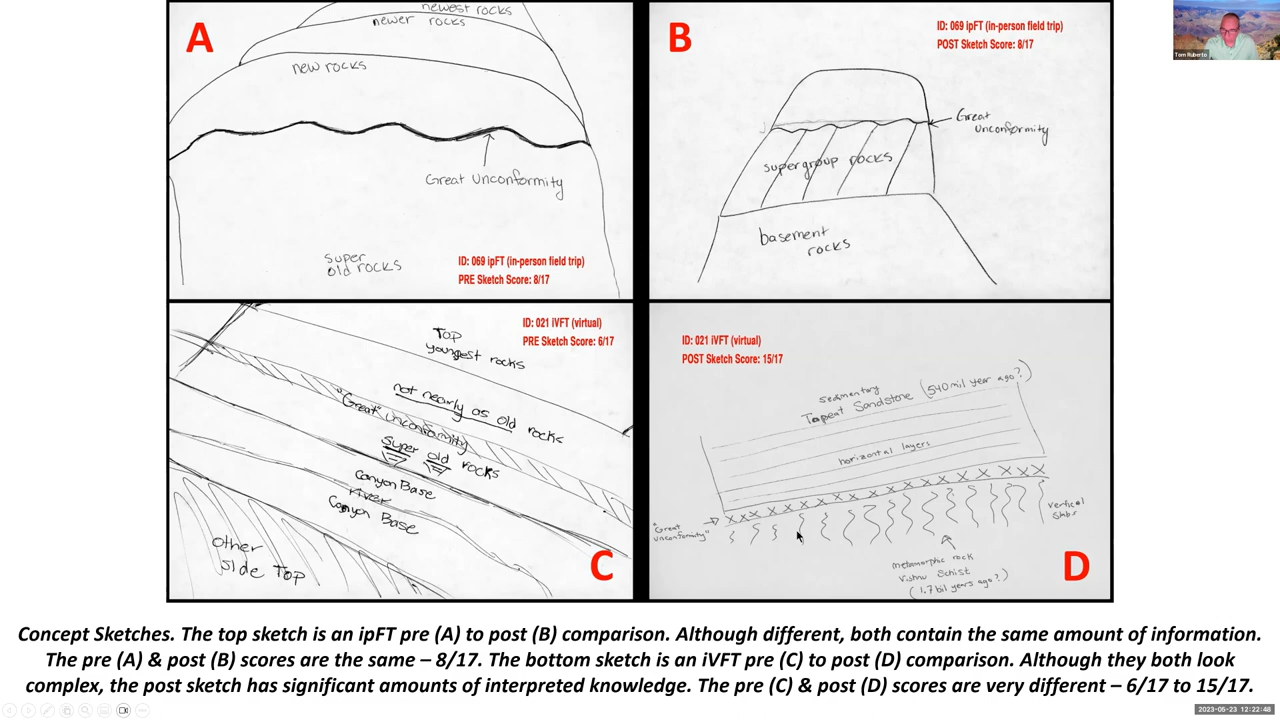 A
newest rocks
newer rocks
new rocks
Great Unconformity
super
old rocks
ID: 069 ipFT (in-person field trip)
PRE Sketch Score: 8/17
B
ID: 069 ipFT (in-person field trip)
POST Sketch Score: 8/17
Great
Unconformity
supergroup rocks
basement
rocks
Tom Ruberto
ID: 021 iVFT (virtual)
PRE Sketch Score: 6/17
Top
youngest rocks
not nearly as old rocks
"Great" Unconformity
Super old rocks
Canyon Base
river
Canyon Base
other
side Top
C
ID: 021 iVFT (virtual)
POST Sketch Score: 15/17
sedimentary
Tapeat Sandstone (540 mil year ago?)
horizontal layers
"Great
Unconformity"
vertical
metamorphic rock
Vishnu Schist
(1.7 bil years ago?)
D
Concept Sketches. The top sketch is an ipFT pre (A) to post (B) comparison. Although different, both contain the same amount of information.
The pre (A) & post (B) scores are the same – 8/17. The bottom sketch is an iVFT pre (C) to post (D) comparison. Although they both look
complex, the post sketch has significant amounts of interpreted knowledge. The pre (C) & post (D) scores are very different – 6/17 to 15/17.
2023-05-23 12:22:48